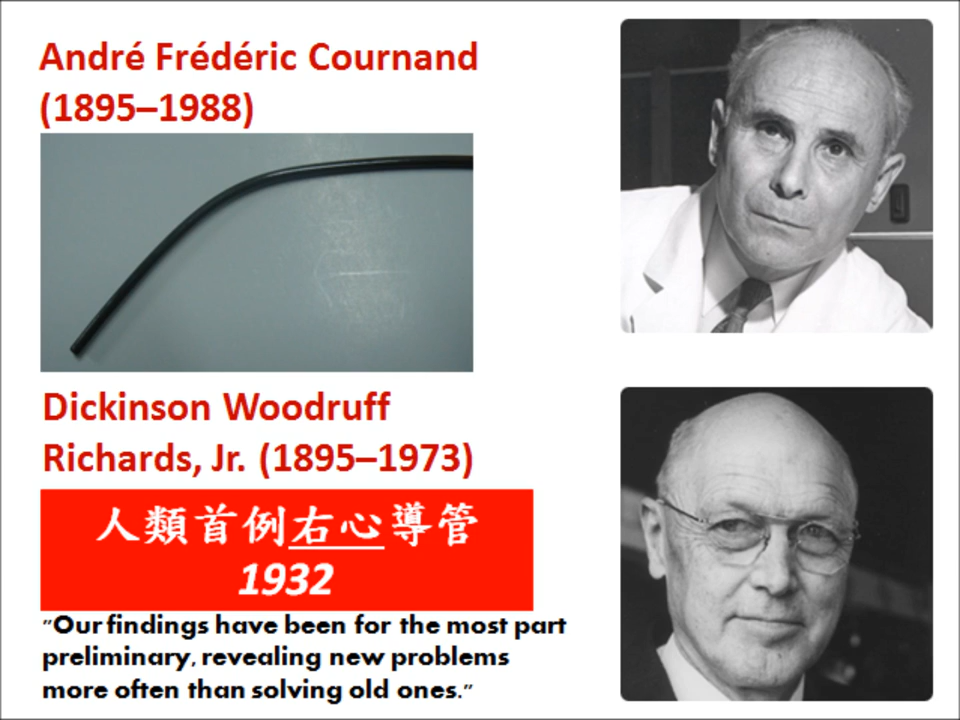 André Frédéric Cournand
(1895–1988)
Dickinson Woodruff
Richards, Jr. (1895–1973)
人類首例右心導管
1932
"Our findings have been for the most part
preliminary, revealing new problems
more often than solving old ones."